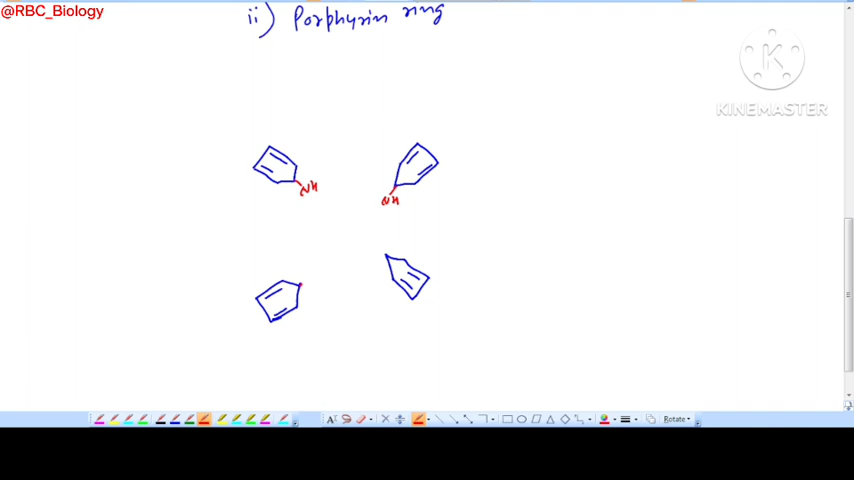 @RBC_Biology
ii) Porphyrin ring
KINEMASTER
NH
NH
Rotate